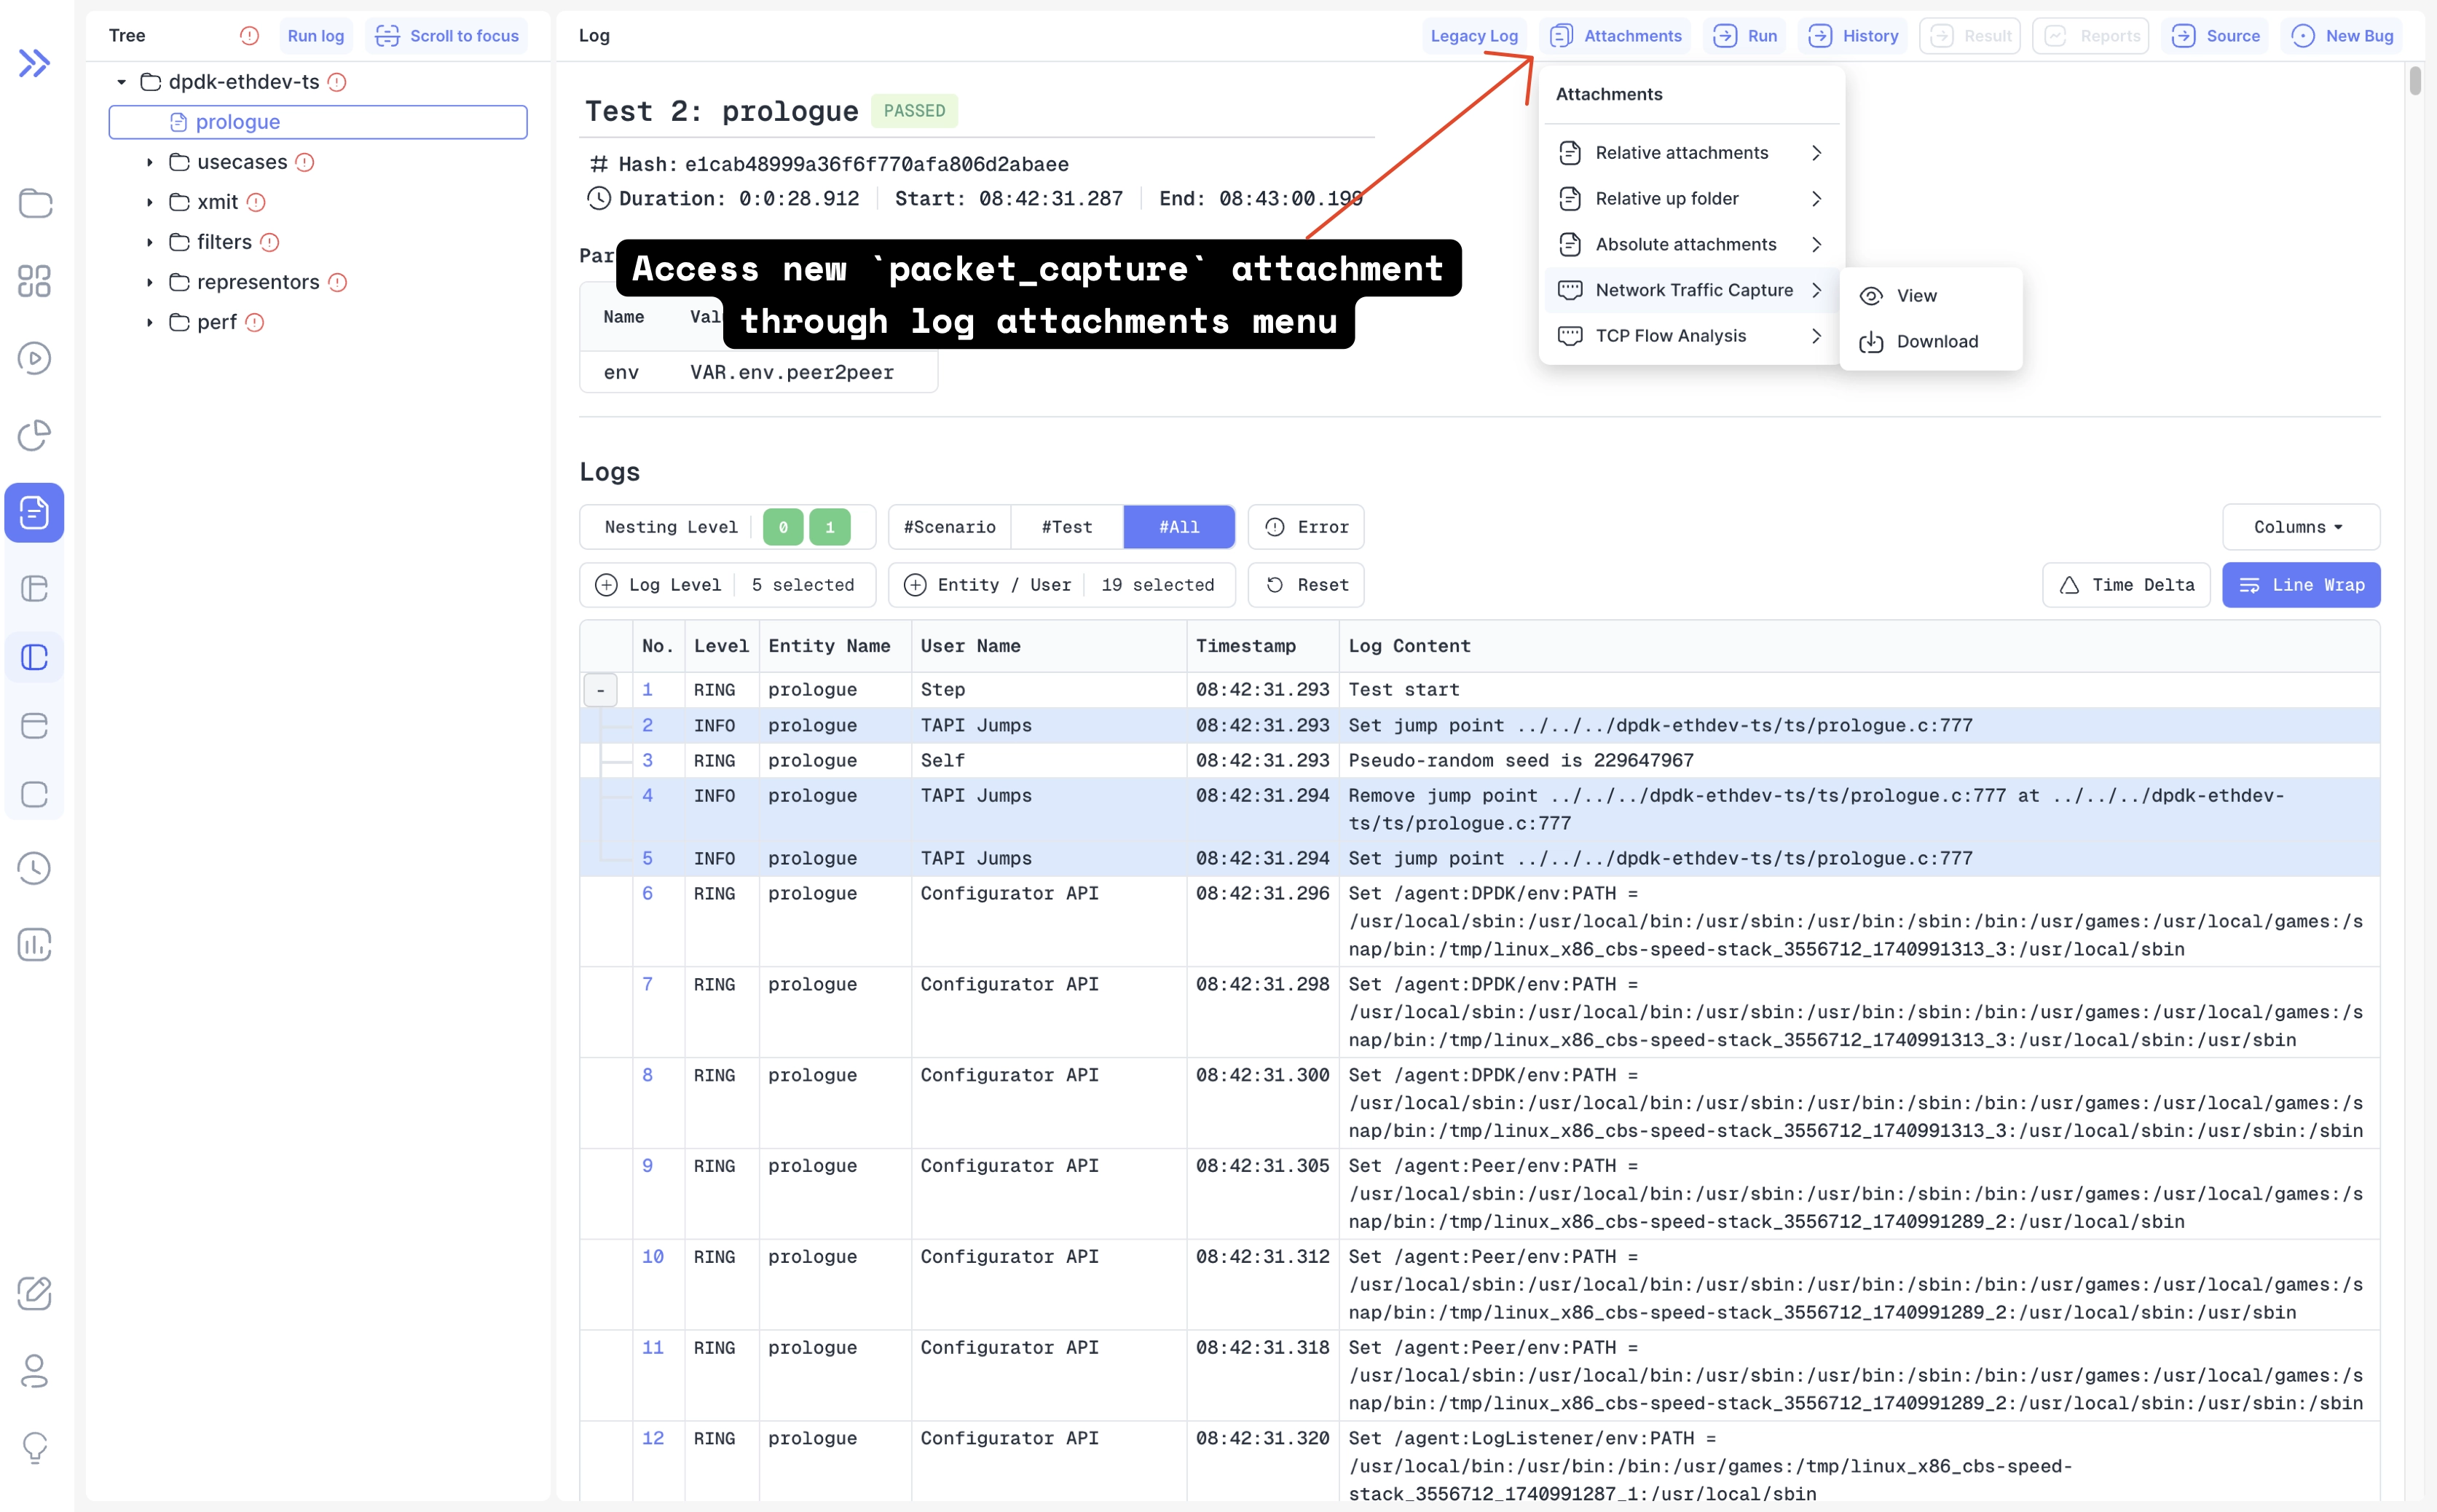 Tree
Run log
Scroll to focus
dpdk-ethdev-ts
prologue
usecases
xmit
filters
representors
perf
Log
Legacy Log
Attachments
Run
History
Result
Reports
Source
New Bug
Test 2: prologue PASSED
# Hash: e1cab48999a36f6f770afa806d2abaee
Duration: 0:0:28.912 Start: 08:42:31.287 End: 08:43:00.199
Access new `packet_capture` attachment
through log attachments menu
Attachments
Relative attachments
Relative up folder
Absolute attachments
Network Traffic Capture
TCP Flow Analysis
View
Download
Name
env VAR.env.peer2peer
Logs
Nesting Level 0 1
#Scenario #Test #All
Error
Columns
Log Level 5 selected
Entity / User 19 selected
Reset
Time Delta
Line Wrap
No. Level Entity Name User Name Timestamp Log Content
- 1 RING prologue Step 08:42:31.293 Test start
2 INFO prologue TAPI Jumps 08:42:31.293 Set jump point ../../../dpdk-ethdev-ts/ts/prologue.c:777
3 RING prologue Self 08:42:31.293 Pseudo-random seed is 229647967
4 INFO prologue TAPI Jumps 08:42:31.294 Remove jump point ../../../dpdk-ethdev-ts/ts/prologue.c:777 at ../../../dpdk-ethdev-
ts/ts/prologue.c:777
5 INFO prologue TAPI Jumps 08:42:31.294 Set jump point ../../../dpdk-ethdev-ts/ts/prologue.c:777
6 RING prologue Configurator API 08:42:31.296 Set /agent:DPDK/env:PATH =
/usr/local/sbin:/usr/local/bin:/usr/sbin:/usr/bin:/sbin:/bin:/usr/games:/usr/local/games:/s
nap/bin:/tmp/linux_x86_cbs-speed-stack_3556712_1740991313_3:/usr/local/sbin
7 RING prologue Configurator API 08:42:31.298 Set /agent:DPDK/env:PATH =
/usr/local/sbin:/usr/local/bin:/usr/sbin:/usr/bin:/sbin:/bin:/usr/games:/usr/local/games:/s
nap/bin:/tmp/linux_x86_cbs-speed-stack_3556712_1740991313_3:/usr/local/sbin:/usr/sbin
8 RING prologue Configurator API 08:42:31.300 Set /agent:DPDK/env:PATH =
/usr/local/sbin:/usr/local/bin:/usr/sbin:/usr/bin:/sbin:/bin:/usr/games:/usr/local/games:/s
nap/bin:/tmp/linux_x86_cbs-speed-stack_3556712_1740991313_3:/usr/local/sbin:/usr/sbin:/sbin
9 RING prologue Configurator API 08:42:31.305 Set /agent:Peer/env:PATH =
/usr/local/sbin:/usr/local/bin:/usr/sbin:/usr/bin:/sbin:/bin:/usr/games:/usr/local/games:/s
nap/bin:/tmp/linux_x86_cbs-speed-stack_3556712_1740991289_2:/usr/local/sbin
10 RING prologue Configurator API 08:42:31.312 Set /agent:Peer/env:PATH =
/usr/local/sbin:/usr/local/bin:/usr/sbin:/usr/bin:/sbin:/bin:/usr/games:/usr/local/games:/s
nap/bin:/tmp/linux_x86_cbs-speed-stack_3556712_1740991289_2:/usr/local/sbin:/usr/sbin
11 RING prologue Configurator API 08:42:31.318 Set /agent:Peer/env:PATH =
/usr/local/sbin:/usr/local/bin:/usr/sbin:/usr/bin:/sbin:/bin:/usr/games:/usr/local/games:/s
nap/bin:/tmp/linux_x86_cbs-speed-stack_3556712_1740991289_2:/usr/local/sbin:/usr/sbin:/sbin
12 RING prologue Configurator API 08:42:31.320 Set /agent:LogListener/env:PATH =
/usr/local/bin:/usr/bin:/bin:/usr/games:/tmp/linux_x86_cbs-speed-
stack_3556712_1740991287_1:/usr/local/sbin